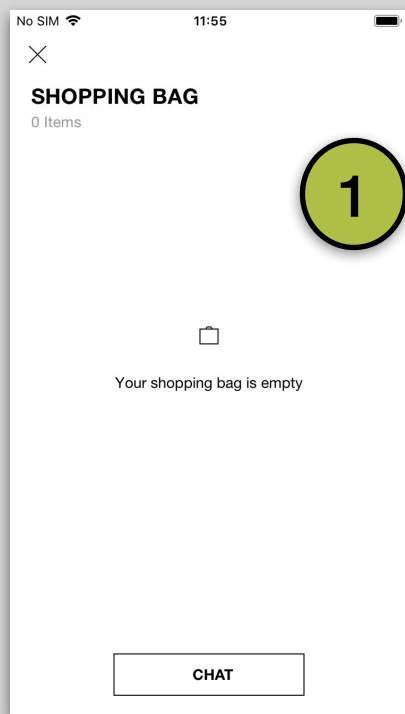 No SIM 11:55
SHOPPING BAG
0 Items
1
Your shopping bag is empty
CHAT